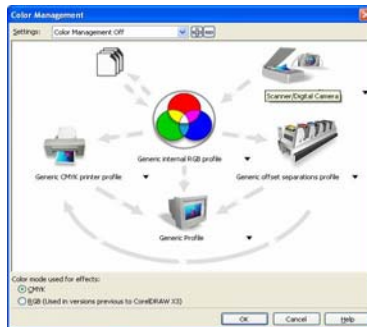 Color Management
Settings: Color Management Off
Scanner/Digital Camera
Generic internal RGB profile
Generic CMYK printer profile
Generic offset separations profile
Generic Profile
Color mode used for effects:
CMYK
RGB (Used in versions previous to CorelDRAW X3)
OK Cancel Help